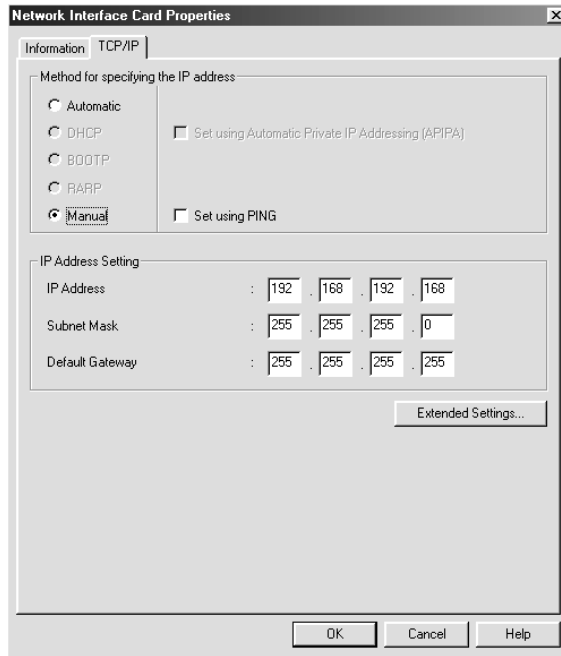 Network Interface Card Properties
Information TCP/IP
Method for specifying the IP address
Automatic
DHCP Set using Automatic Private IP Addressing (APIPA)
BOOTP
RARP
Manual Set using PING
IP Address Setting
IP Address : 192 . 168 . 192 . 168
Subnet Mask : 255 . 255 . 255 . 0
Default Gateway : 255 . 255 . 255 . 255
Extended Settings...
OK Cancel Help